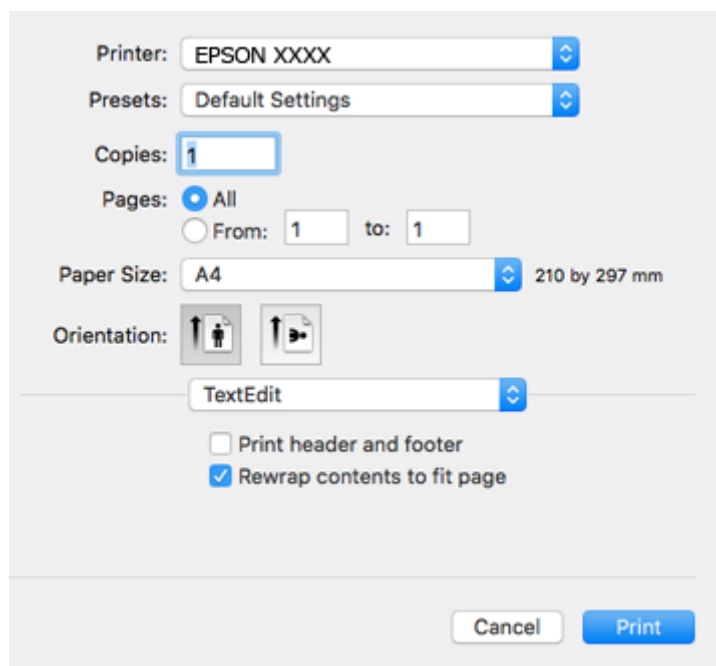 Printer: EPSON XXXX
Presets: Default Settings
Copies: 1
Pages: All
From: 1 to: 1
Paper Size: A4 210 by 297 mm
Orientation:
TextEdit
Print header and footer
Rewrap contents to fit page
Cancel Print